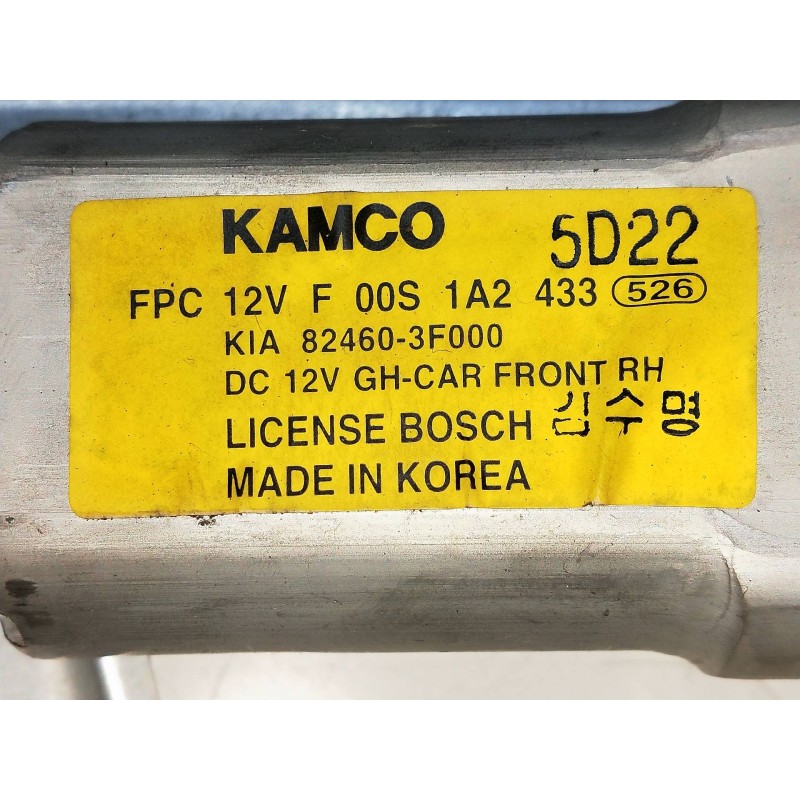 KAMCO 5D22
FPC 12V F 00S 1A2 433 526
KIA 82460-3F000
DC 12V GH-CAR FRONT RH
LICENSE BOSCH 김수명
MADE IN KOREA